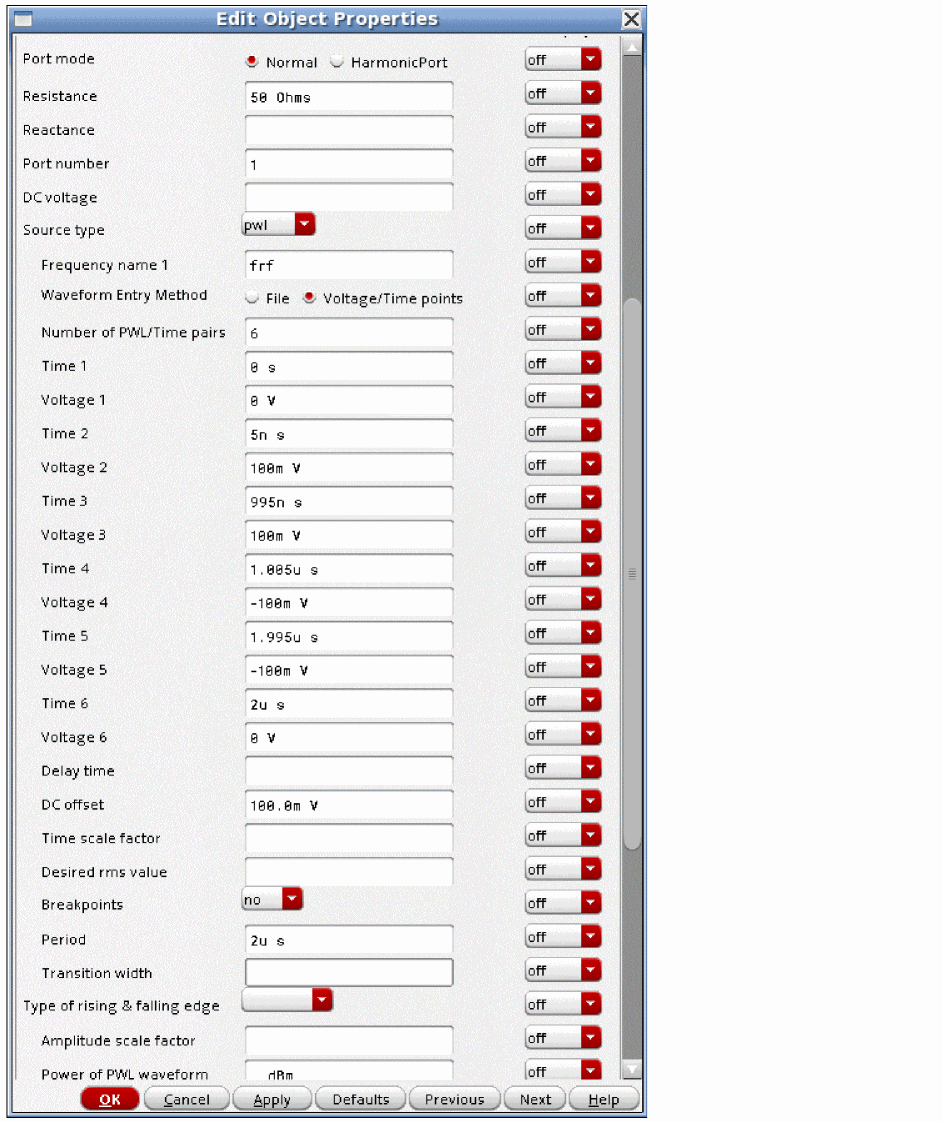 Edit Object Properties
Port mode Normal HarmonicPort off
Resistance 50 Ohms off
Reactance off
Port number 1 off
DC voltage off
Source type pwl off
Frequency name 1 frf off
Waveform Entry Method File Voltage/Time points off
Number of PWL/Time pairs 6 off
Time 1 0 s off
Voltage 1 0 V off
Time 2 5n s off
Voltage 2 100m V off
Time 3 995n s off
Voltage 3 100m V off
Time 4 1.005u s off
Voltage 4 -100m V off
Time 5 1.995u s off
Voltage 5 -100m V off
Time 6 2u s off
Voltage 6 0 V off
Delay time off
DC offset 100.0m V off
Time scale factor off
Desired rms value off
Breakpoints no off
Period 2u s off
Transition width off
Type of rising & falling edge off
Amplitude scale factor off
Power of PWL waveform dBm off
OK Cancel Apply Defaults Previous Next Help